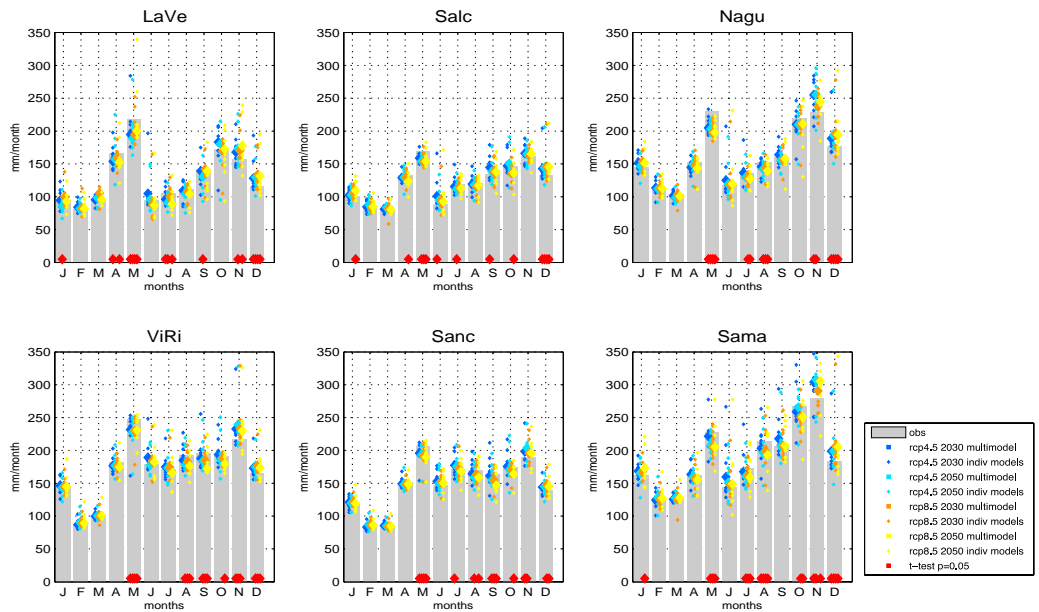 LaVe
Salc
Nagu
350
300
250
200
150
100
50
0
mm/month
J F M A M J J A S O N D
months
350
300
250
200
150
100
50
0
mm/month
J F M A M J J A S O N D
months
350
300
250
200
150
100
50
0
mm/month
J F M A M J J A S O N D
months
ViRi
Sanc
Sama
350
300
250
200
150
100
50
0
mm/month
J F M A M J J A S O N D
months
350
300
250
200
150
100
50
0
mm/month
J F M A M J J A S O N D
months
350
300
250
200
150
100
50
0
mm/month
J F M A M J J A S O N D
months
obs
rcp4.5 2030 multimodel
rcp4.5 2030 indiv models
rcp4.5 2050 multimodel
rcp4.5 2050 indiv models
rcp8.5 2030 multimodel
rcp8.5 2030 indiv models
rcp8.5 2050 multimodel
rcp8.5 2050 indiv models
t−test p=0.05